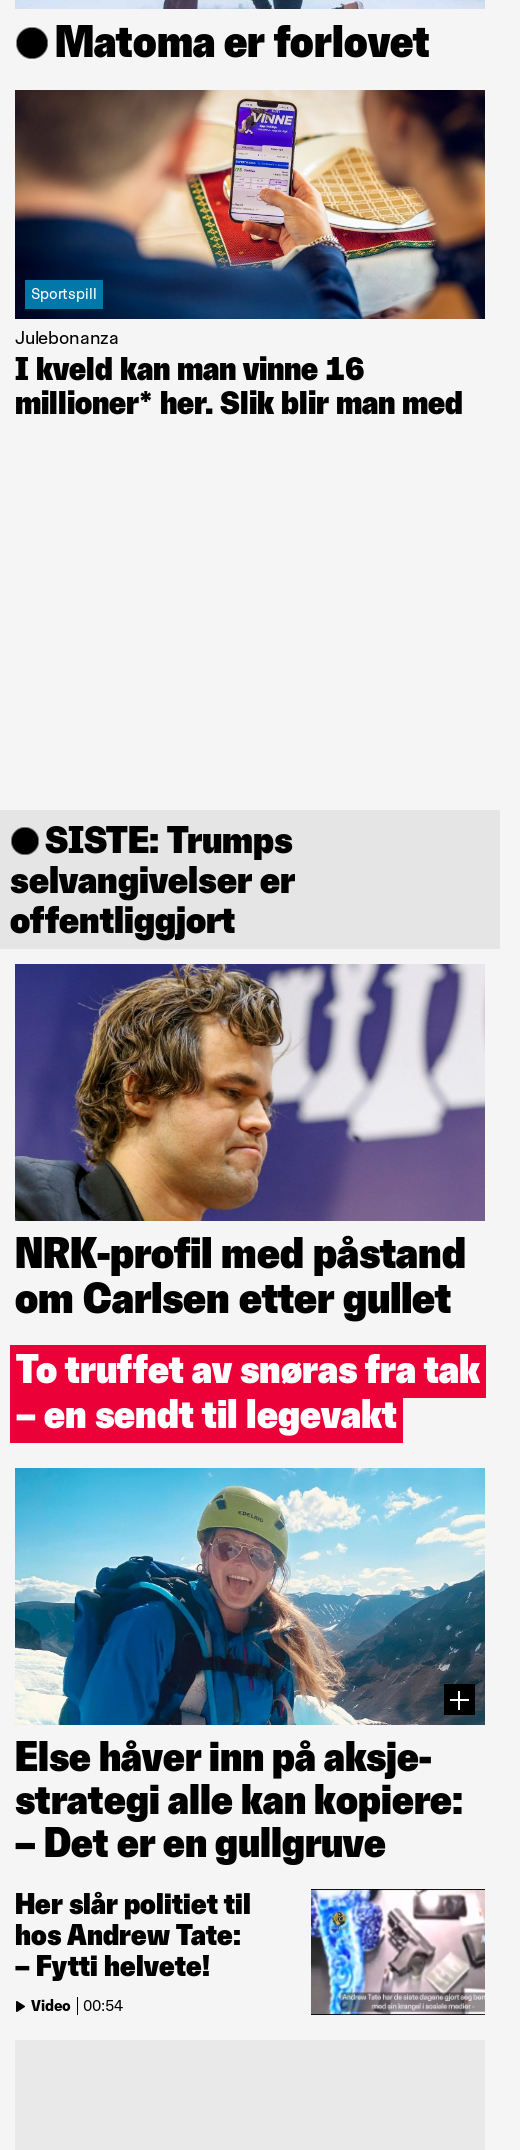 Matoma er forlovet
VINNE
Sportspill
Julebonanza
I kveld kan man vinne 16
millioner* her. Slik blir man med
SISTE: Trumps
selvangivelser er
offentliggjort
NRK-profil med påstand
om Carlsen etter gullet
To truffet av snøras fra tak
– en sendt til legevakt
EDELRID
Else håver inn på aksje-
strategi alle kan kopiere:
– Det er en gullgruve
Her slår politiet til
hos Andrew Tate:
– Fytti helvete!
Andrew Tate har de siste dagene gjort seg
med sin krangel i sosiale medier -
Video 00:54